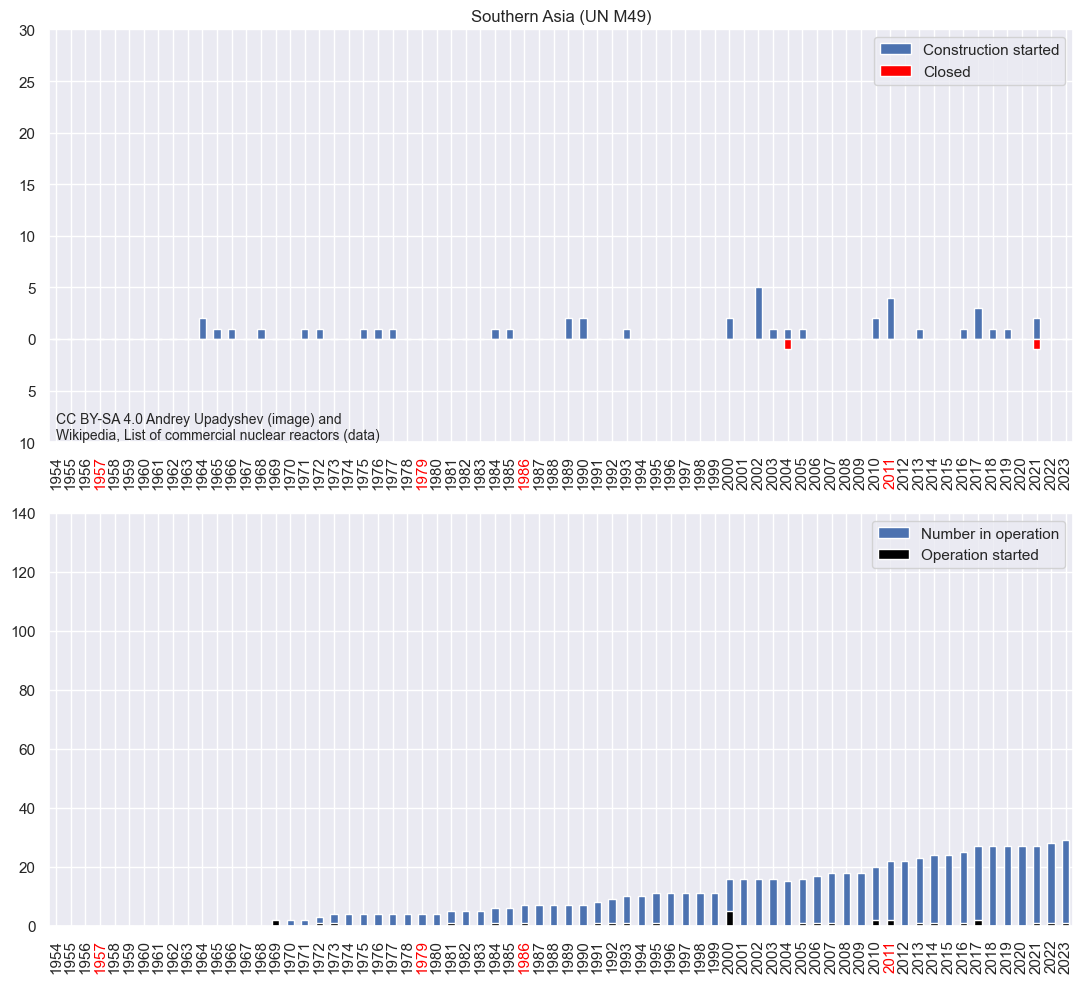 Southern Asia (UN M49)
30
25
20
15
10
5
0
5
10
Construction started
Closed
CC BY-SA 4.0 Andrey Upadyshev (image) and
Wikipedia, List of commercial nuclear reactors (data)
1954 1955 1956 1957 1958 1959 1960 1961 1962 1963 1964 1965 1966 1967 1968 1969 1970 1971 1972 1973 1974 1975 1976 1977 1978 1979 1980 1981 1982 1983 1984 1985 1986 1987 1988 1989 1990 1991 1992 1993 1994 1995 1996 1997 1998 1999 2000 2001 2002 2003 2004 2005 2006 2007 2008 2009 2010 2011 2012 2013 2014 2015 2016 2017 2018 2019 2020 2021 2022 2023
140
120
100
80
60
40
20
0
Number in operation
Operation started
1954 1955 1956 1957 1958 1959 1960 1961 1962 1963 1964 1965 1966 1967 1968 1969 1970 1971 1972 1973 1974 1975 1976 1977 1978 1979 1980 1981 1982 1983 1984 1985 1986 1987 1988 1989 1990 1991 1992 1993 1994 1995 1996 1997 1998 1999 2000 2001 2002 2003 2004 2005 2006 2007 2008 2009 2010 2011 2012 2013 2014 2015 2016 2017 2018 2019 2020 2021 2022 2023